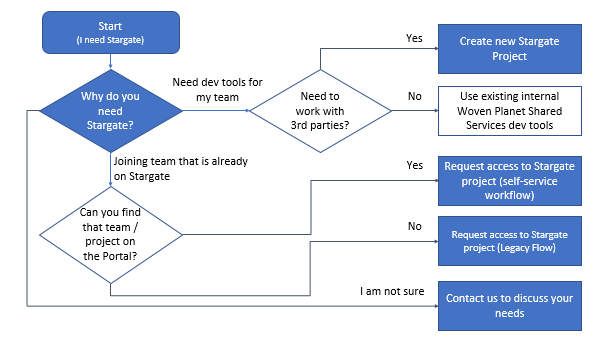 Start
(I need Stargate)
Yes
Create new Stargate
Project
Why do you
need
Stargate?
Need dev tools for
my team
Need to
work with
3rd parties?
No
Use existing internal
Woven Planet Shared
Services dev tools
Joining team that is already
on Stargate
Yes
Request access to Stargate
project (self-service
workflow)
Can you find
that team /
project on
the Portal?
No
Request access to Stargate
project (Legacy Flow)
I am not sure
Contact us to discuss your
needs